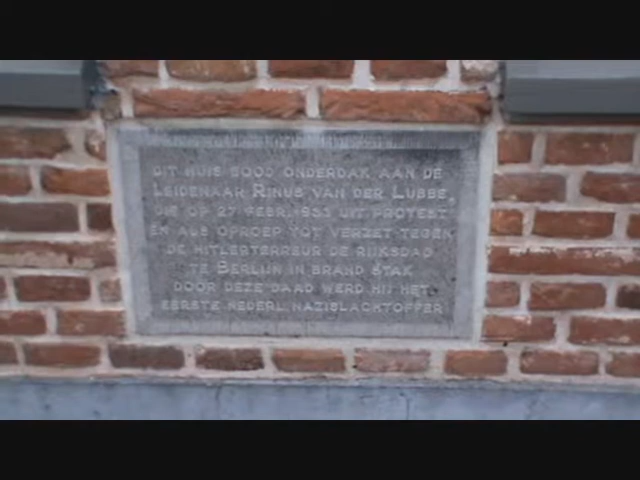 DIT HUIS BOOD ONDERDAK AAN DE
LEIDENAAR RINUS VAN DER LUBBE,
DIE OP 27 FEBR. 1933 UIT PROTEST
EN ALS OPROEP TOT VERZET TEGEN
DE HITLERTERREUR DE RIJKSDAG
TE BERLIJN IN BRAND STAK
DOOR DEZE DAAD WERD HIJ HET
EERSTE NEDERL. NAZISLACHTOFFER